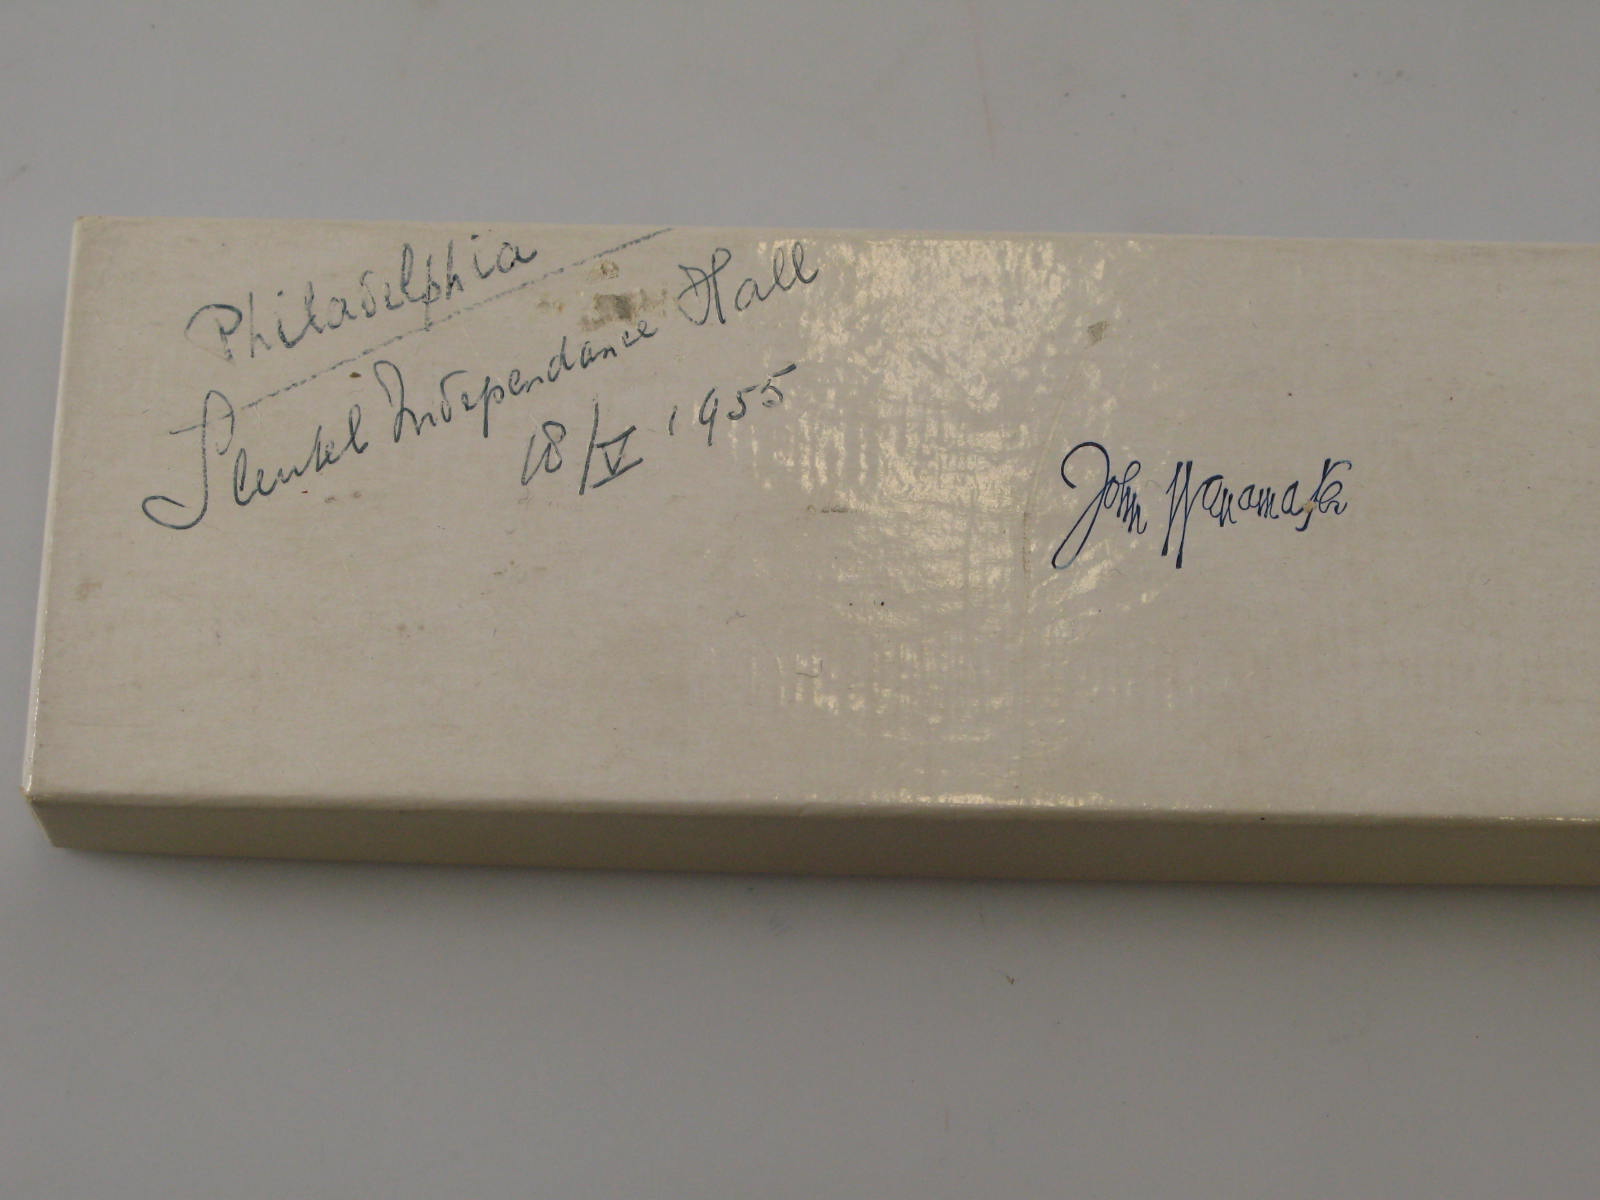 Philadelphia
Sleutel Independance Hall
18/V 1955
John Wanamaker